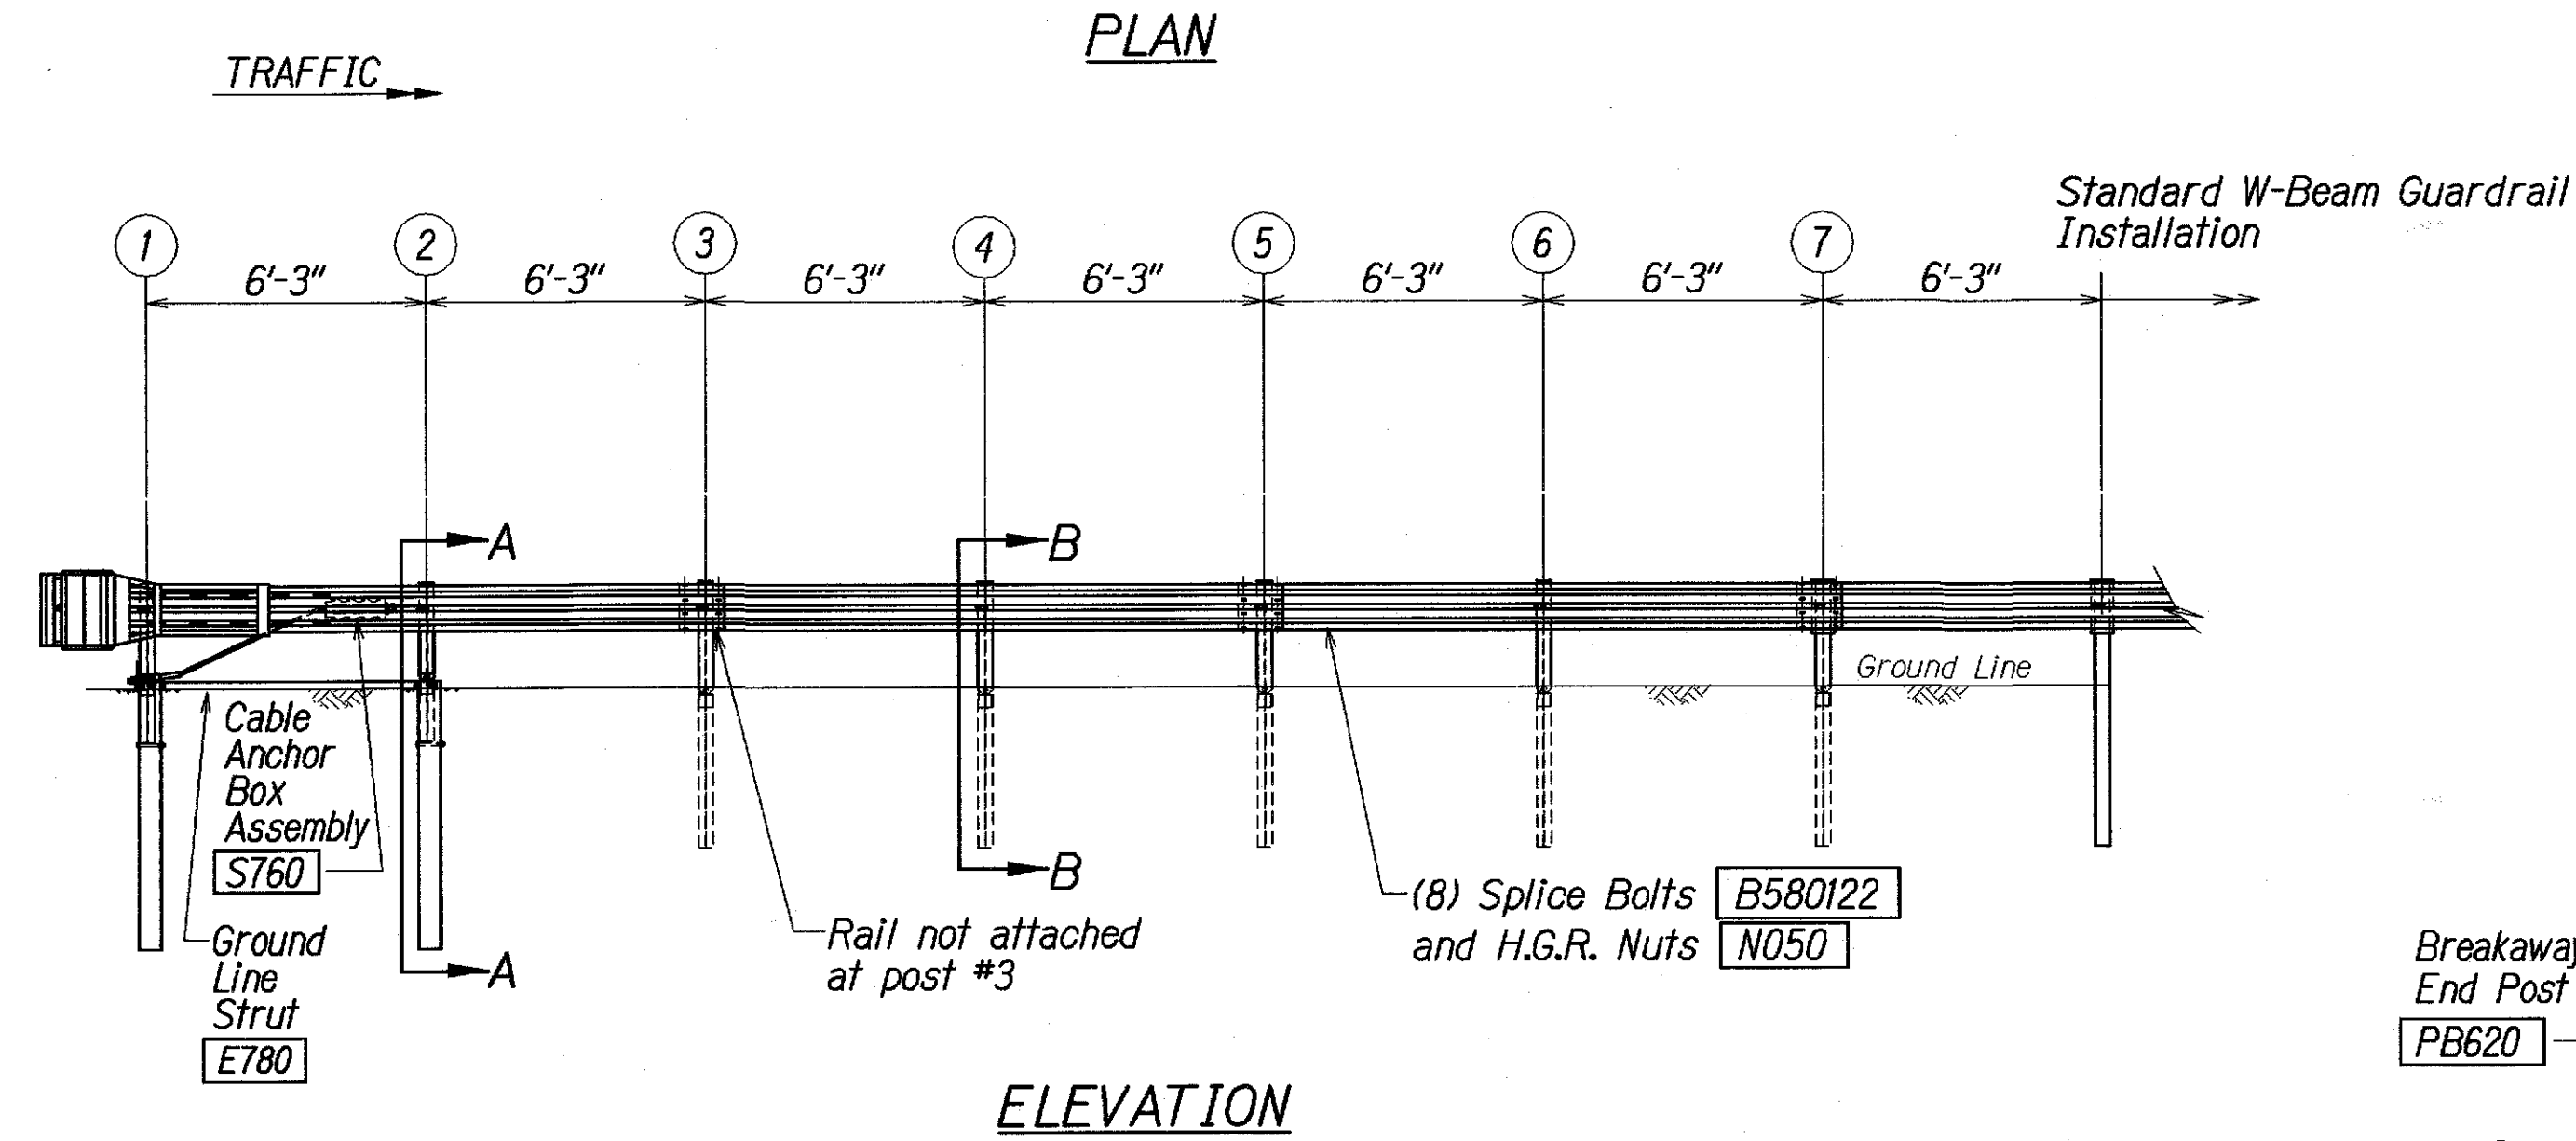 PLAN
TRAFFIC
Standard W-Beam Guardrail
Installation
1 2 3 4 5 6 7
6'-3" 6'-3" 6'-3" 6'-3" 6'-3" 6'-3" 6'-3"
A B
Ground Line
Cable
Anchor
Box
Assembly
S760
B
A
Ground
Line
Strut
E780
Rail not attached
at post #3
(8) Splice Bolts B580122
and H.G.R. Nuts N050
Breakaway
End Post
PB620
ELEVATION